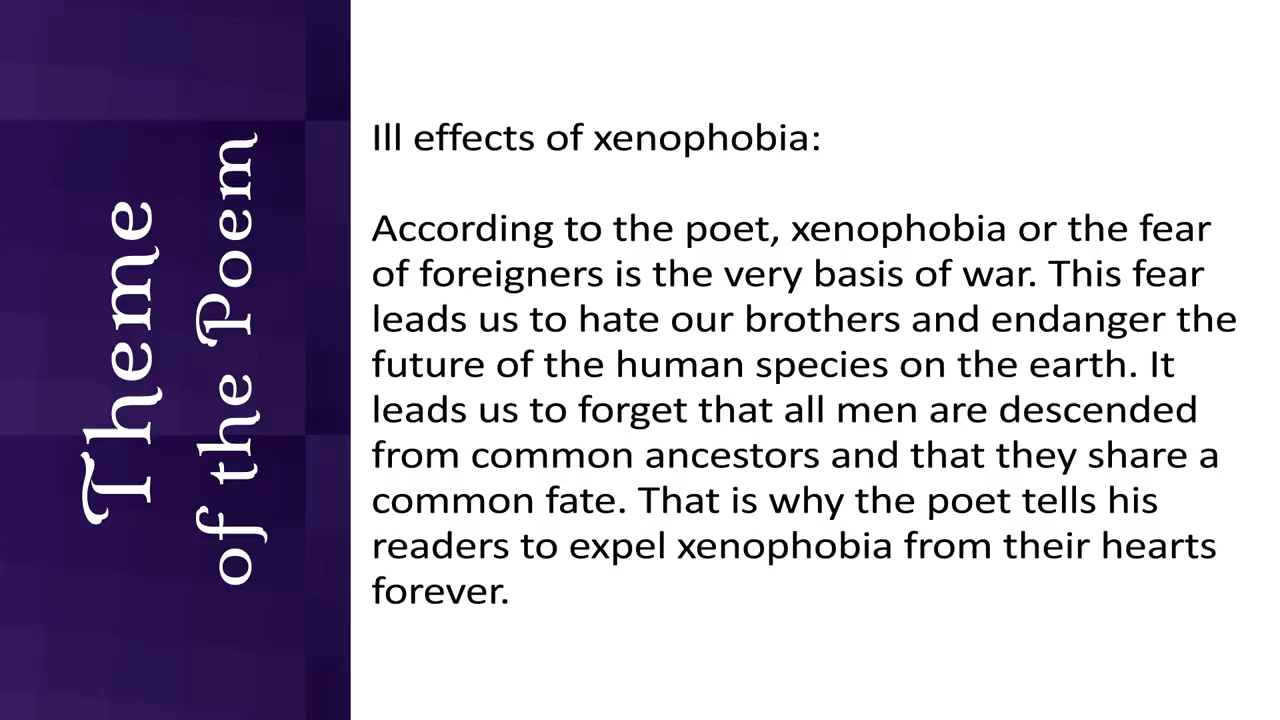 Theme
of the Poem
Ill effects of xenophobia:
According to the poet, xenophobia or the fear
of foreigners is the very basis of war. This fear
leads us to hate our brothers and endanger the
future of the human species on the earth. It
leads us to forget that all men are descended
from common ancestors and that they share a
common fate. That is why the poet tells his
readers to expel xenophobia from their hearts
forever.